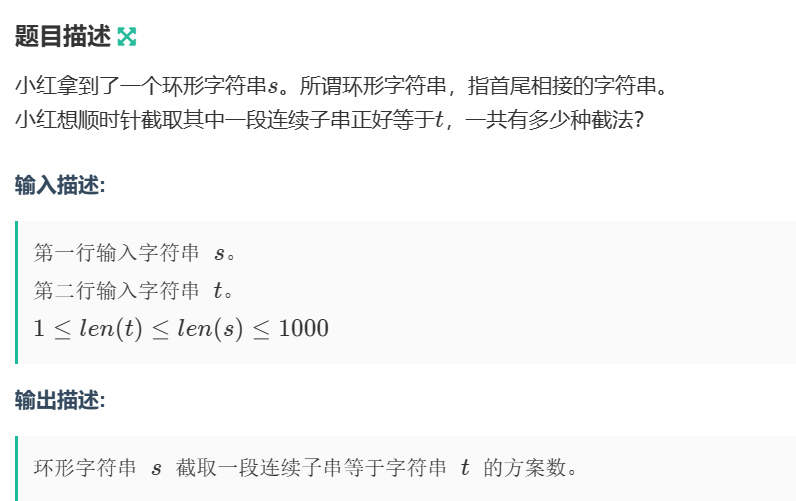 题目描述
小红拿到了一个环形字符串s。所谓环形字符串，指首尾相接的字符串。
小红想顺时针截取其中一段连续子串正好等于t，一共有多少种截法？
输入描述:
第一行输入字符串 s。
第二行输入字符串 t。
1 ≤ len(t) ≤ len(s) ≤ 1000
输出描述:
环形字符串 s 截取一段连续子串等于字符串 t 的方案数。